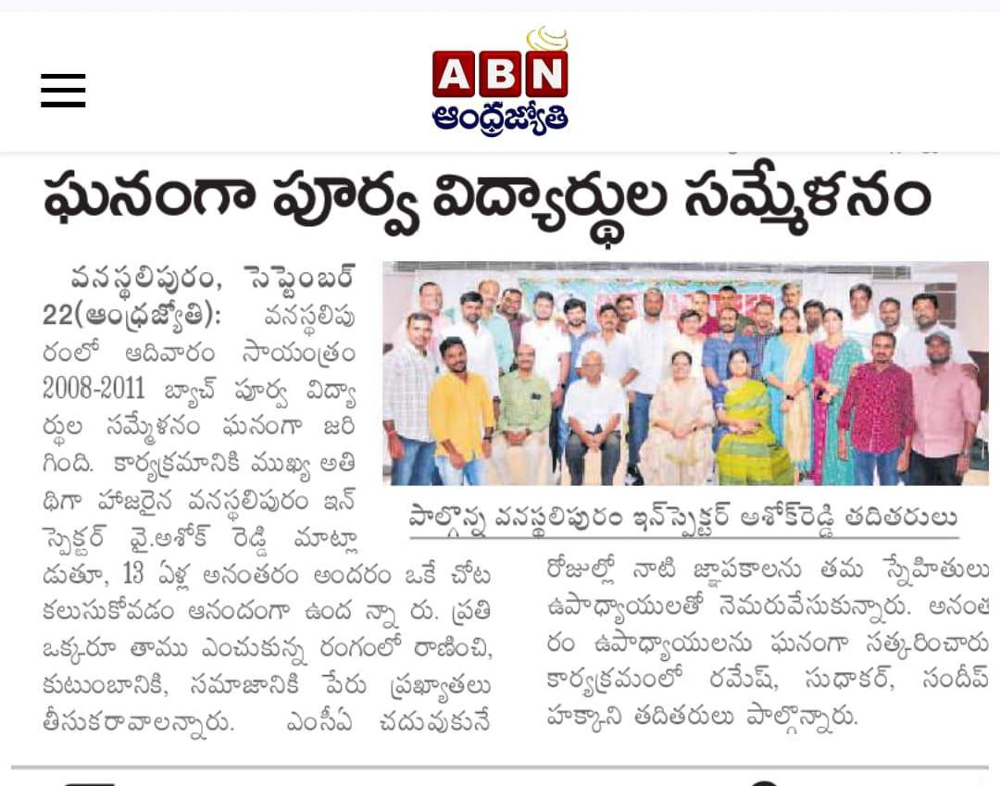 ABN
ఆంధ్రజ్యోతి
ఘనంగా పూర్వ విద్యార్థుల సమ్మేళనం
వనస్థలిపురం, సెప్టెంబర్
22(ఆంధ్రజ్యోతి): వనస్థలిపు
రంలో ఆదివారం సాయంత్రం
2008-2011 బ్యాచ్ పూర్వ విద్యా
ర్థుల సమ్మేళనం ఘనంగా జరి
గింది. కార్యక్రమానికి ముఖ్య అతి
థిగా హాజరైన వనస్థలిపురం ఇన్
స్పెక్టర్ వై.అశోక్ రెడ్డి మాట్లా
డుతూ, 13 ఏళ్ల అనంతరం అందరం ఒకే చోట
కలుసుకోవడం ఆనందంగా ఉంద న్నా రు. ప్రతి
ఒక్కరూ తాము ఎంచుకున్న రంగంలో రాణించి,
కుటుంబానికి, సమాజానికి పేరు ప్రఖ్యాతలు
తీసుకరావాలన్నారు. ఎంసీఏ చదువుకునే
పాల్గొన్న వనస్థలిపురం ఇన్‌స్పెక్టర్ అశోక్‌రెడ్డి తదితరులు
రోజుల్లో నాటి జ్ఞాపకాలను తమ స్నేహితులు
ఉపాధ్యాయులతో నెమరువేసుకున్నారు. అనంత
రం ఉపాధ్యాయులను ఘనంగా సత్కరించారు
కార్యక్రమంలో రమేష్, సుధాకర్, సందీప్
హక్కాని తదితరులు పాల్గొన్నారు.